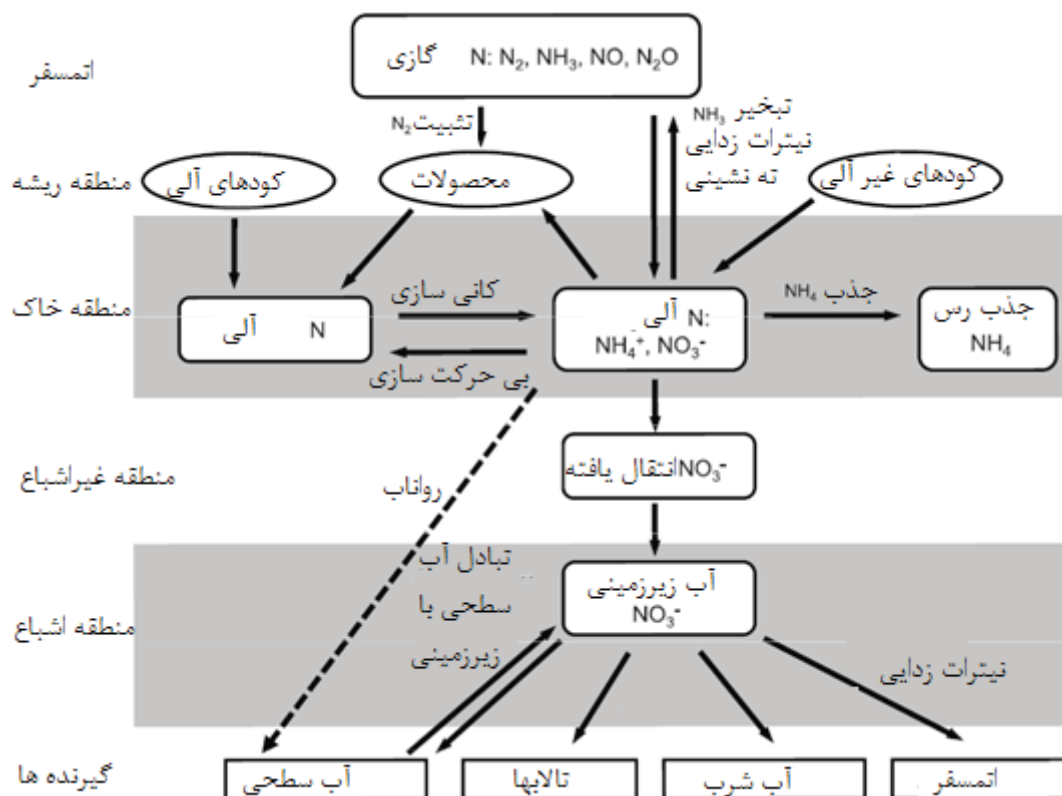 اتمسفر
گازی N: N₂, NH₃, NO, N₂O
تثبیت N₂
تبخیر NH₃
نیترات زدایی
ته نشینی
منطقه ریشه
کودهای آلی
محصولات
کودهای غیر آلی
منطقه خاک
آلی N
کانی سازی
بی حرکت سازی
آلی N:
NH₄⁺, NO₃⁻
جذب NH₄
جذب رس
NH₄
منطقه غیراشباع
رواناب
NO₃⁻ انتقال یافته
منطقه اشباع
تبادل آب
سطحی با
زیرزمینی
آب زیرزمینی
NO₃⁻
نیترات زدایی
گیرنده ها
آب سطحی
تالابها
آب شرب
اتمسفر